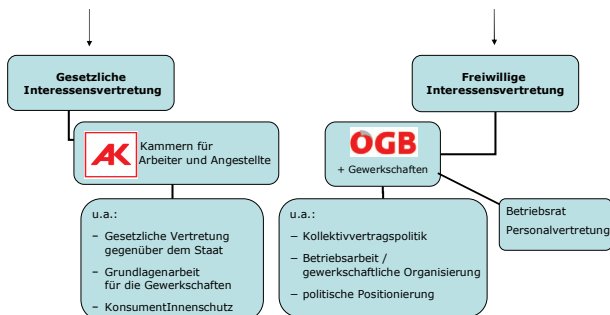 Gesetzliche
Interessensvertretung
AK
Kammern für
Arbeiter und Angestellte
u.a.:
– Gesetzliche Vertretung
gegenüber dem Staat
– Grundlagenarbeit
für die Gewerkschaften
– KonsumentInnenschutz
Freiwillige
Interessensvertretung
ÖGB
+ Gewerkschaften
u.a.:
– Kollektivvertragspolitik
– Betriebsarbeit /
gewerkschaftliche Organisierung
– politische Positionierung
Betriebsrat
Personalvertretung